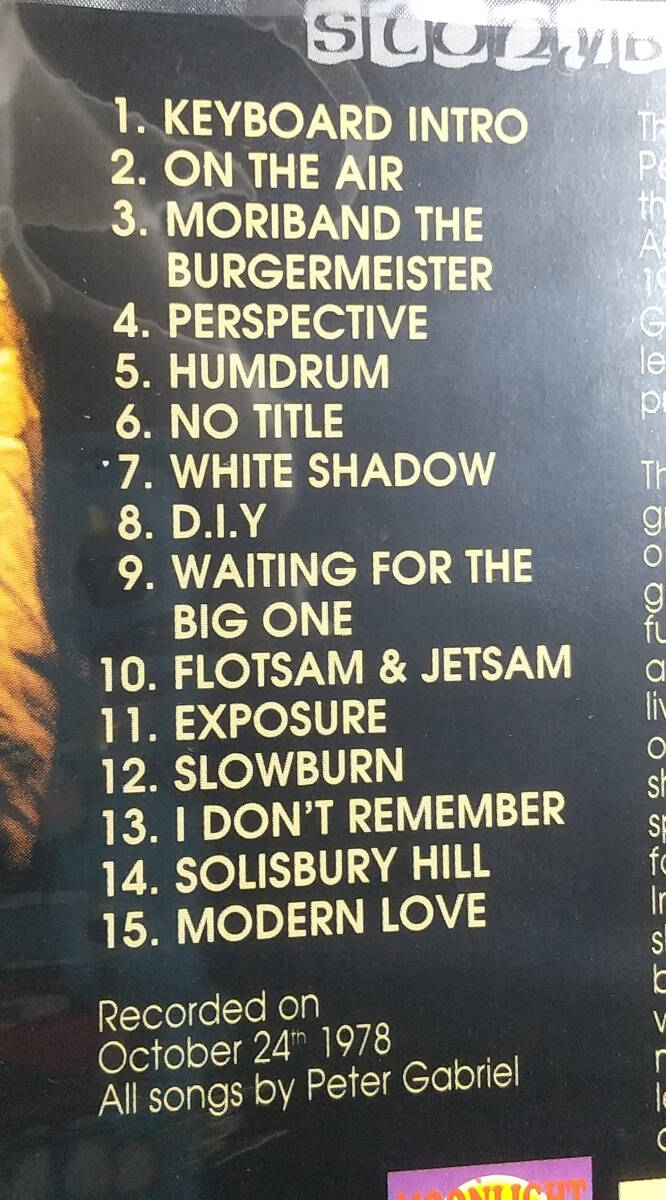 1. KEYBOARD INTRO
2. ON THE AIR
3. MORIBAND THE
BURGERMEISTER
4. PERSPECTIVE
5. HUMDRUM
6. NO TITLE
7. WHITE SHADOW
8. D.I.Y
9. WAITING FOR THE
BIG ONE
10. FLOTSAM & JETSAM
11. EXPOSURE
12. SLOWBURN
13. I DON'T REMEMBER
14. SOLISBURY HILL
15. MODERN LOVE
Recorded on
October 24th 1978
All songs by Peter Gabriel
MOONLIGHT